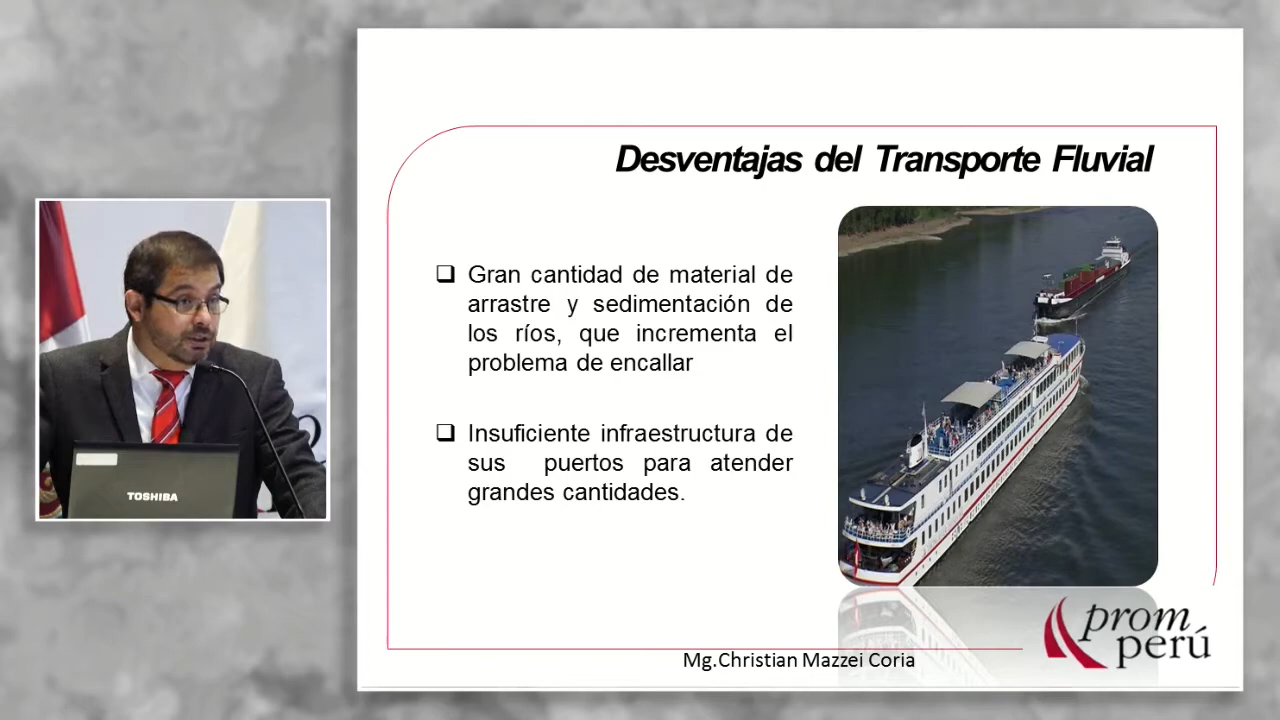 Desventajas del Transporte Fluvial
❑ Gran cantidad de material de
arrastre y sedimentación de
los ríos, que incrementa el
problema de encallar
❑ Insuficiente infraestructura de
sus puertos para atender
grandes cantidades.
TOSHIBA
Mg.Christian Mazzei Coria
prom
perú